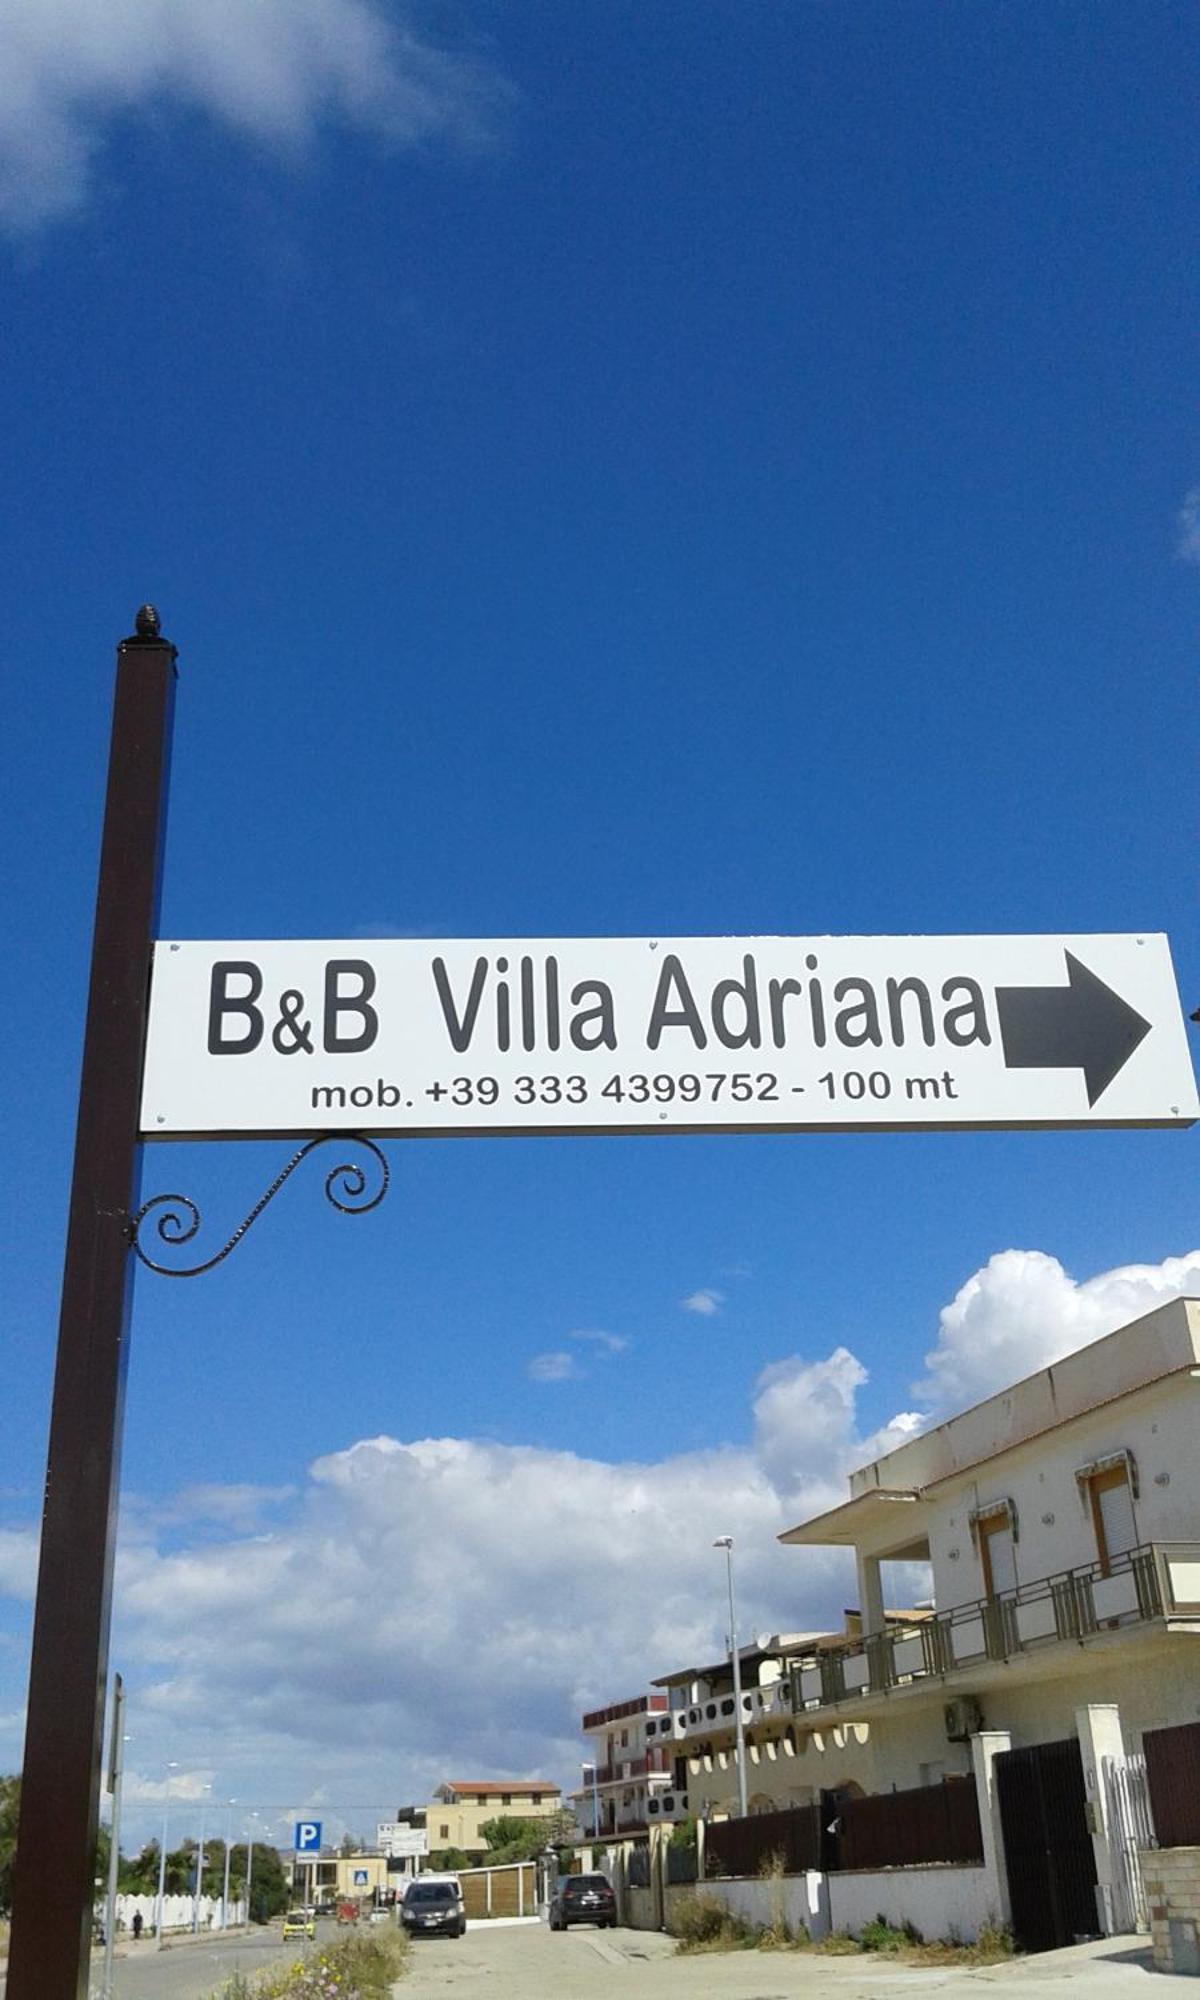 B&B Villa Adriana
mob. +39 333 4399752 - 100 mt
P